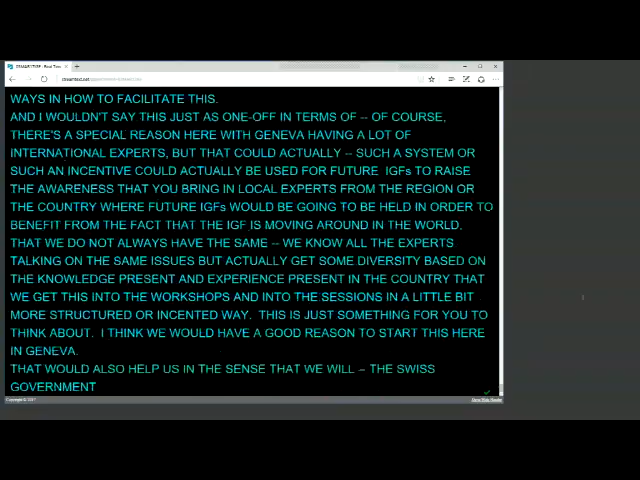 WAYS IN HOW TO FACILITATE THIS.
AND I WOULDN'T SAY THIS JUST AS ONE-OFF IN TERMS OF -- OF COURSE,
THERE'S A SPECIAL REASON HERE WITH GENEVA HAVING A LOT OF
INTERNATIONAL EXPERTS, BUT THAT COULD ACTUALLY -- SUCH A SYSTEM OR
SUCH AN INCENTIVE COULD ACTUALLY BE USED FOR FUTURE IGFs TO RAISE
THE AWARENESS THAT YOU BRING IN LOCAL EXPERTS FROM THE REGION OR
THE COUNTRY WHERE FUTURE IGFs WOULD BE GOING TO BE HELD IN ORDER TO
BENEFIT FROM THE FACT THAT THE IGF IS MOVING AROUND IN THE WORLD,
THAT WE DO NOT ALWAYS HAVE THE SAME -- WE KNOW ALL THE EXPERTS
TALKING ON THE SAME ISSUES BUT ACTUALLY GET SOME DIVERSITY BASED ON
THE KNOWLEDGE PRESENT AND EXPERIENCE PRESENT IN THE COUNTRY THAT
WE GET THIS INTO THE WORKSHOPS AND INTO THE SESSIONS IN A LITTLE BIT
MORE STRUCTURED OR INCENTED WAY. THIS IS JUST SOMETHING FOR YOU TO
THINK ABOUT. I THINK WE WOULD HAVE A GOOD REASON TO START THIS HERE
IN GENEVA.
THAT WOULD ALSO HELP US IN THE SENSE THAT WE WILL -- THE SWISS
GOVERNMENT